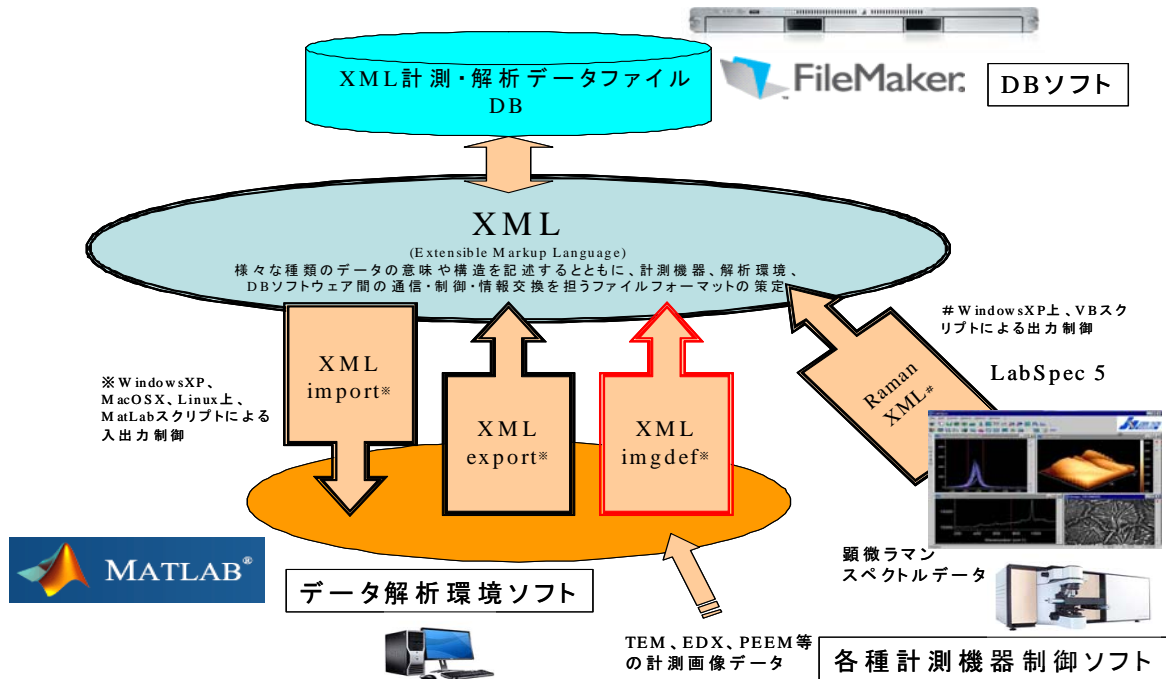 XML計測・解析データファイル
DB
FileMaker®
™
DBソフト
XML
(Extensible Markup Language)
様々な種類のデータの意味や構造を記述するとともに、計測機器、解析環境、
DBソフトウェア間の通信・制御・情報交換を担うファイルフォーマットの策定
#WindowsXP上、VBスク
リプトによる出力制御
LabSpec 5
※WindowsXP、
MacOSX、Linux上、
MatLabスクリプトによる
入出力制御
XML
import※
XML
export※
XML
imgdef※
Raman
XML#
MATLAB®
データ解析環境ソフト
顕微ラマン
スペクトルデータ
TEM、EDX、PEEM等
の計測画像データ
各種計測機器制御ソフト